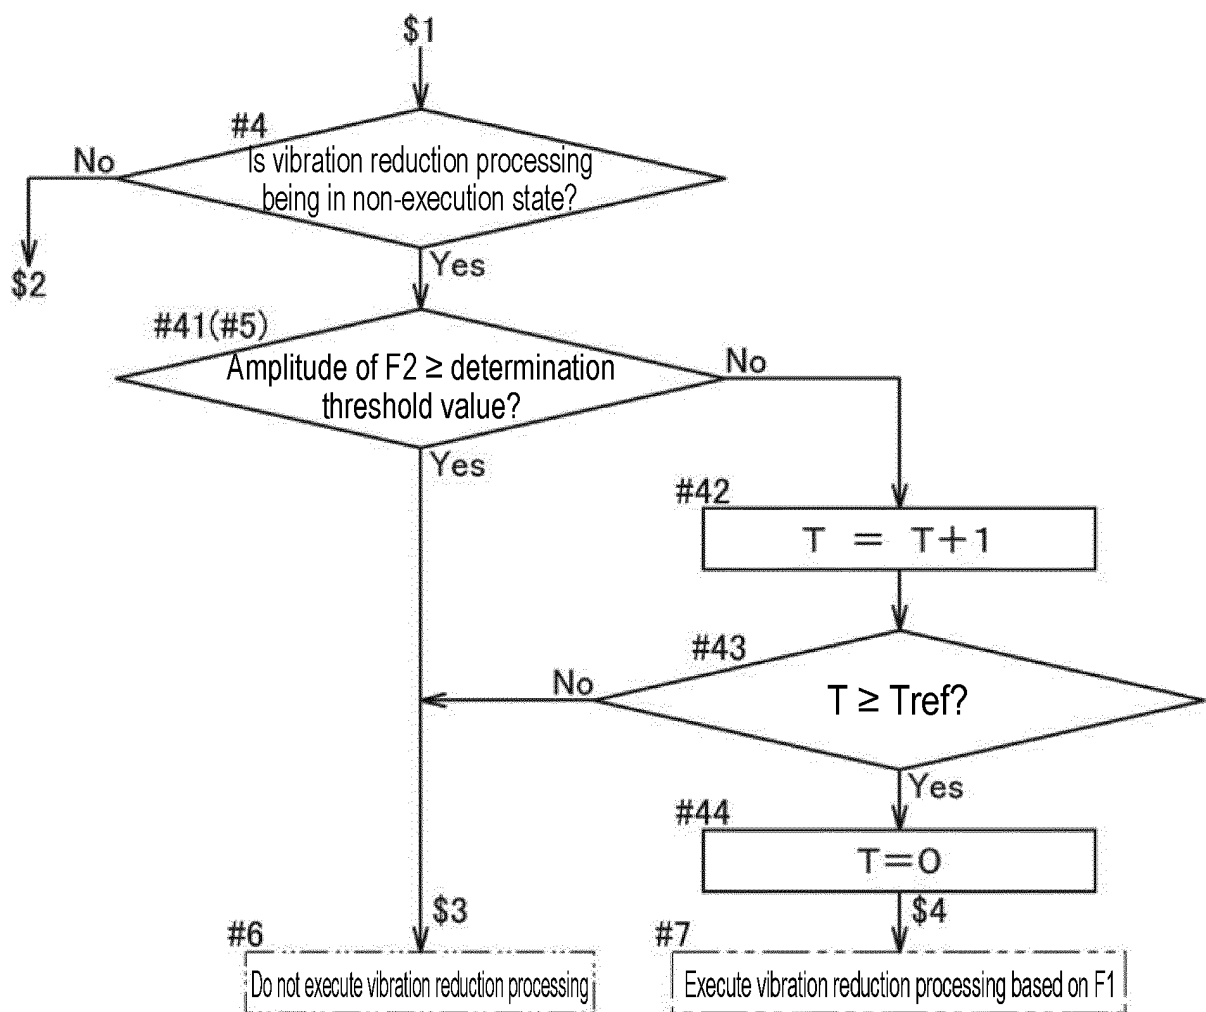 $1
#4
No
Is vibration reduction processing
being in non-execution state?
$2
Yes
#41(#5)
No
Amplitude of F2 ≥ determination
threshold value?
Yes
#42
T = T+1
#43
No
T ≥ Tref?
Yes
#44
T=0
$3
$4
#6
#7
Do not execute vibration reduction processing
Execute vibration reduction processing based on F1